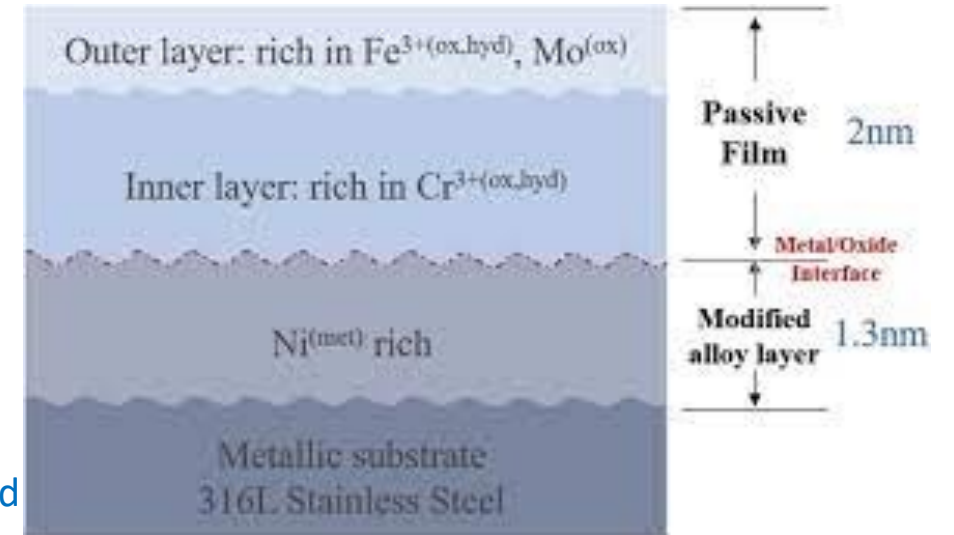 Outer layer: rich in Fe³⁺⁽ᵒˣ,ʰʸᵈ⁾, Mo⁽ᵒˣ⁾
Inner layer: rich in Cr³⁺⁽ᵒˣ,ʰʸᵈ⁾
Ni⁽ᵐᵉᵗ⁾ rich
Metallic substrate
316L Stainless Steel
d
Passive
Film
2nm
Metal/Oxide
Interface
Modified
alloy layer
1.3nm